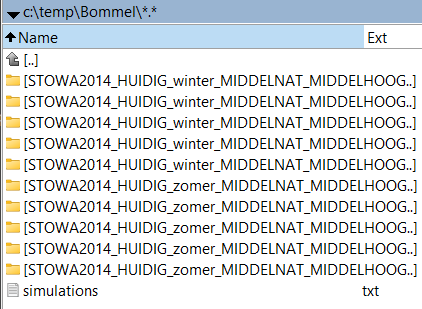 c:\temp\Bommel\*.*
Name Ext
[..]
[STOWA2014_HUIDIG_winter_MIDDELNAT_MIDDELHOOG..]
[STOWA2014_HUIDIG_winter_MIDDELNAT_MIDDELHOOG..]
[STOWA2014_HUIDIG_winter_MIDDELNAT_MIDDELHOOG..]
[STOWA2014_HUIDIG_winter_MIDDELNAT_MIDDELHOOG..]
[STOWA2014_HUIDIG_winter_MIDDELNAT_MIDDELHOOG..]
[STOWA2014_HUIDIG_zomer_MIDDELNAT_MIDDELHOOG..]
[STOWA2014_HUIDIG_zomer_MIDDELNAT_MIDDELHOOG..]
[STOWA2014_HUIDIG_zomer_MIDDELNAT_MIDDELHOOG..]
[STOWA2014_HUIDIG_zomer_MIDDELNAT_MIDDELHOOG..]
[STOWA2014_HUIDIG_zomer_MIDDELNAT_MIDDELHOOG..]
simulations txt